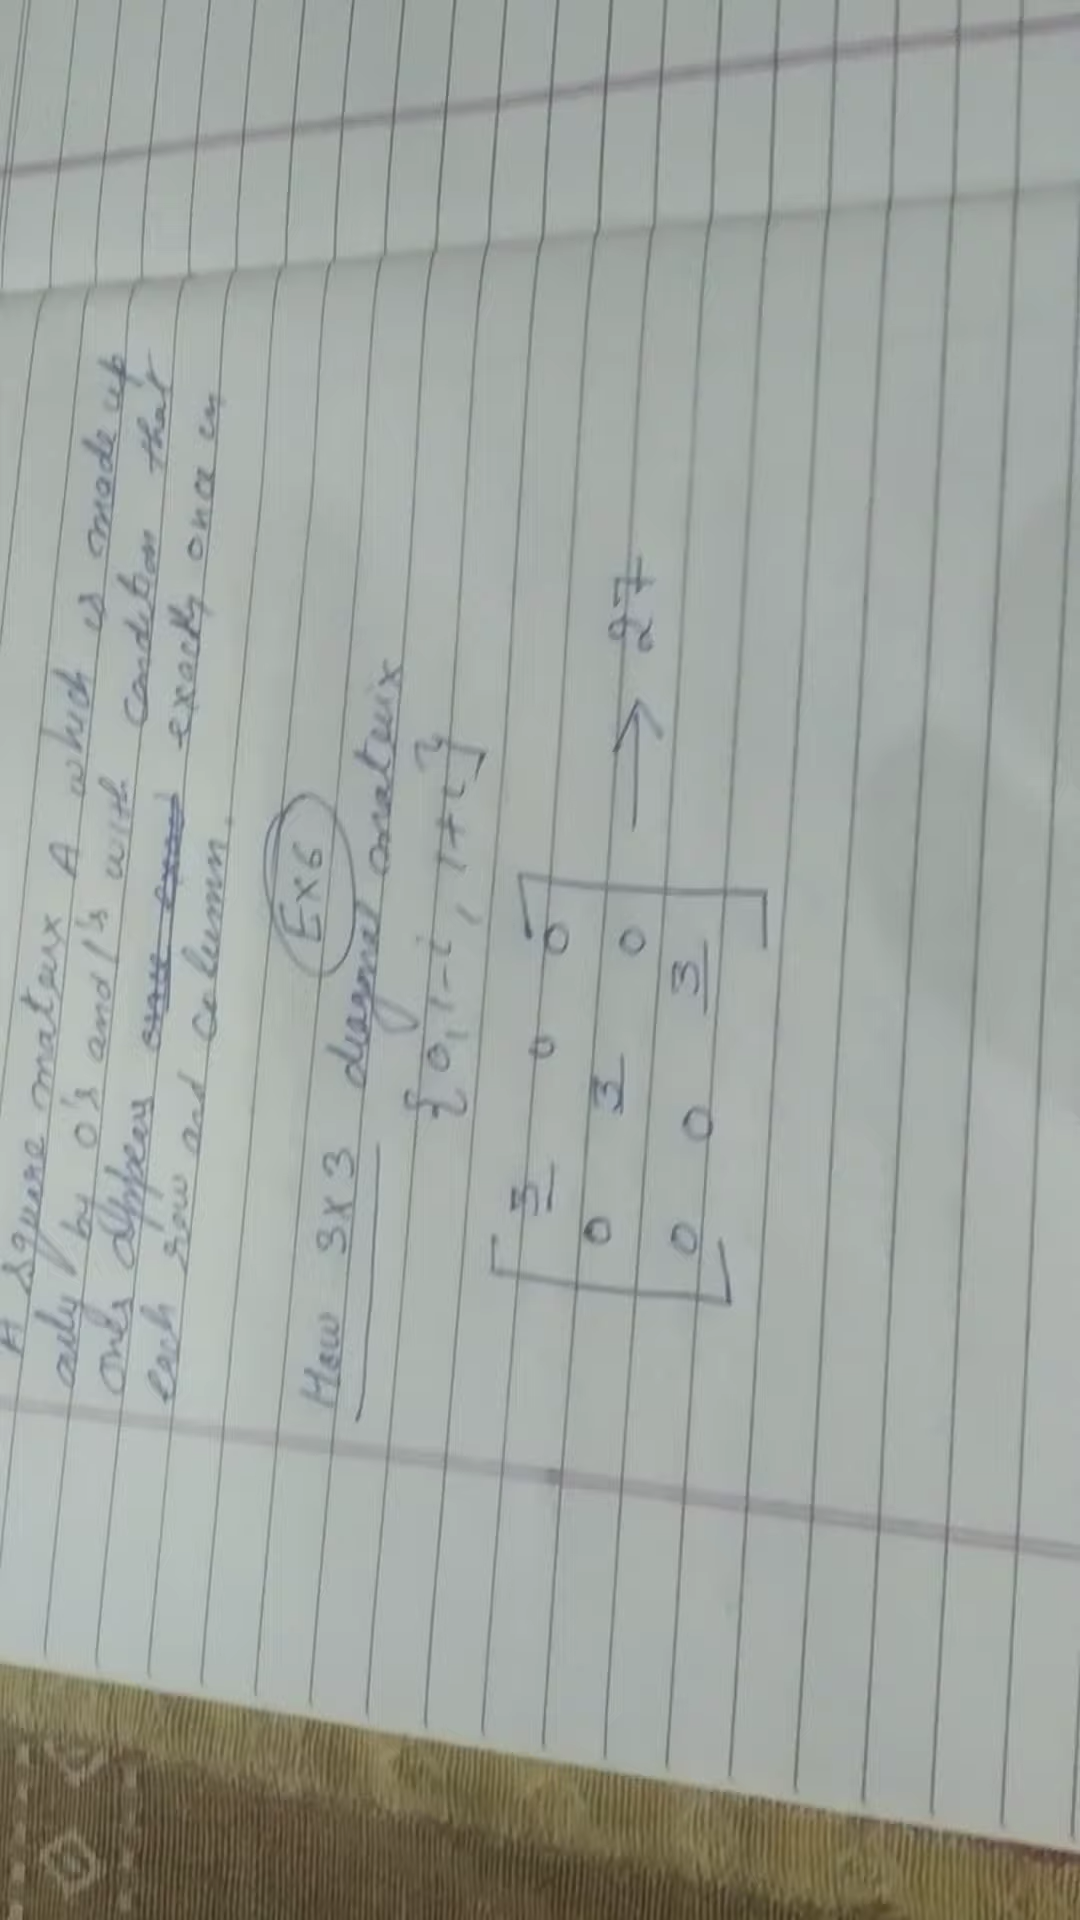 A square matrix A which is made up
only by 0's and 1's with condition that
only appears exactly once in
each row and column.
Ex 6
How 3x3 diagonal matrix
{ 0, 1-i, 1+i }
3 0 0
0 3 0 → 27
0 0 3